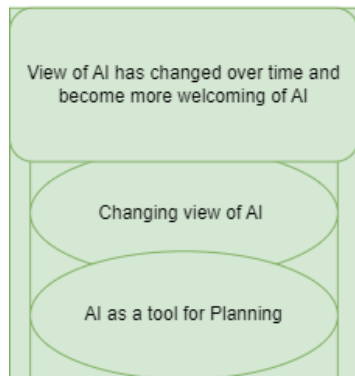 View of AI has changed over time and
become more welcoming of AI
Changing view of AI
AI as a tool for Planning